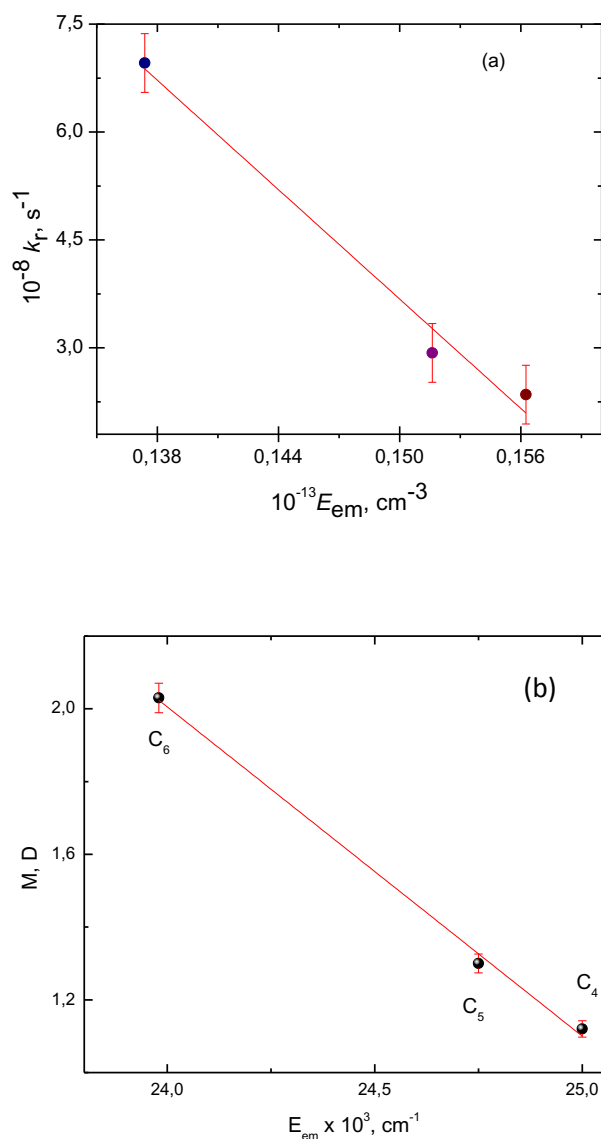 7,5
(a)
6,0
4,5
3,0
10⁻⁸ kᵣ, s⁻¹
0,138 0,144 0,150 0,156
10⁻¹³Eem, cm⁻³
(b)
2,0
C₆
1,6
M, D
1,2
C₅
C₄
24,0 24,5 25,0
Eem x 10³, cm⁻¹